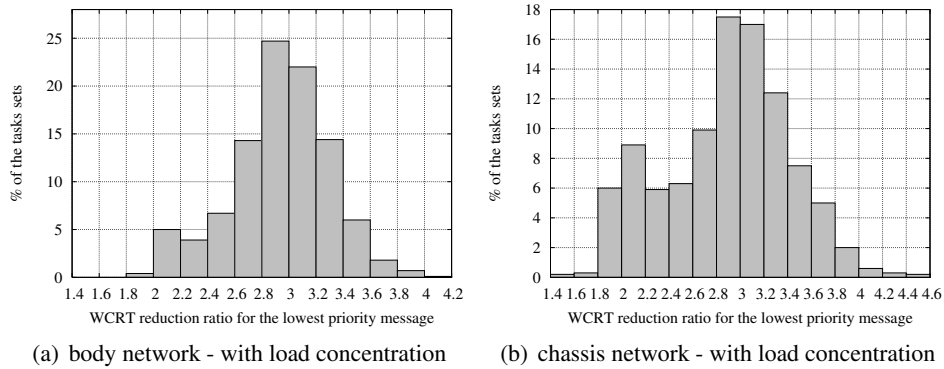 % of the tasks sets
25
20
15
10
5
0
1.4 1.6 1.8 2 2.2 2.4 2.6 2.8 3 3.2 3.4 3.6 3.8 4 4.2
WCRT reduction ratio for the lowest priority message
(a) body network - with load concentration
% of the tasks sets
18
16
14
12
10
8
6
4
2
0
1.4 1.6 1.8 2 2.2 2.4 2.6 2.8 3 3.2 3.4 3.6 3.8 4 4.2 4.4 4.6
WCRT reduction ratio for the lowest priority message
(b) chassis network - with load concentration